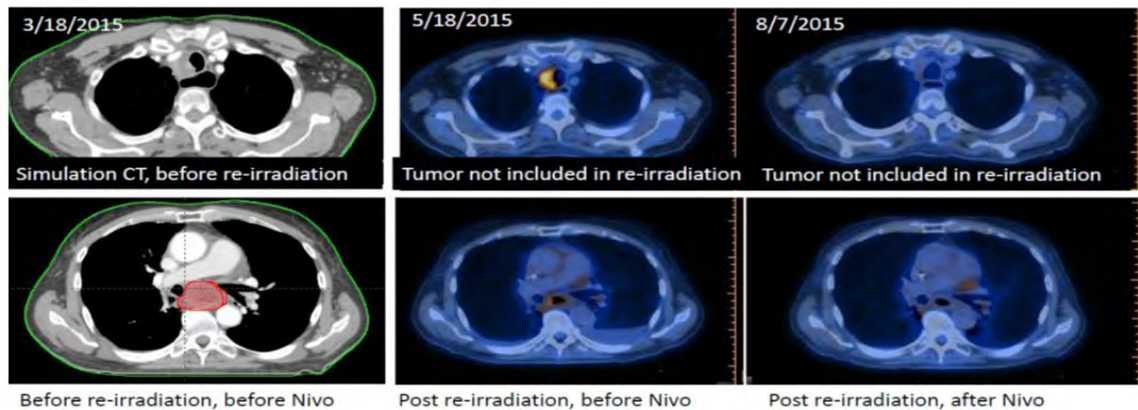 3/18/2015
5/18/2015
8/7/2015
Simulation CT, before re-irradiation
Tumor not included in re-irradiation
Tumor not included in re-irradiation
Before re-irradiation, before Nivo
Post re-irradiation, before Nivo
Post re-irradiation, after Nivo